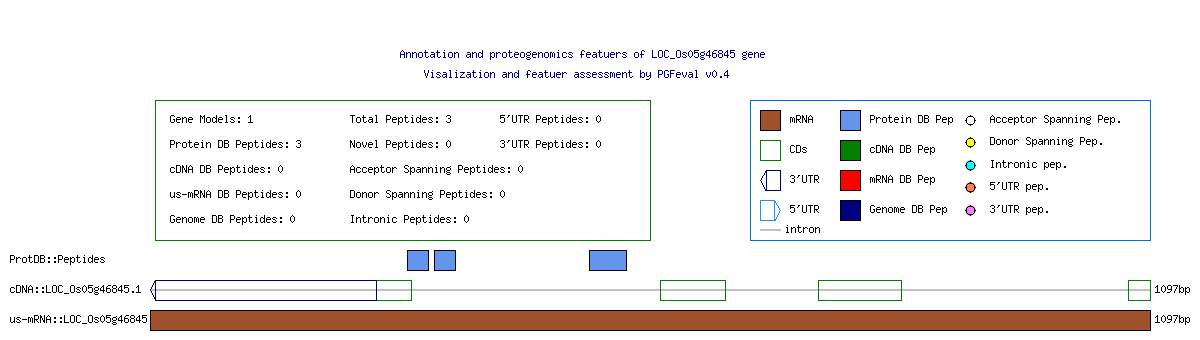 Annotation and proteogenomics featuers of LOC_Os05g46845 gene
Visalization and featuer assessment by PGFeval v0.4
Gene Models: 1 Total Peptides: 3 5'UTR Peptides: 0
Protein DB Peptides: 3 Novel Peptides: 0 3'UTR Peptides: 0
cDNA DB Peptides: 0 Acceptor Spanning Peptides: 0
us-mRNA DB Peptides: 0 Donor Spanning Peptides: 0
Genome DB Peptides: 0 Intronic Peptides: 0
mRNA Protein DB Pep Acceptor Spanning Pep.
CDs cDNA DB Pep Donor Spanning Pep.
3'UTR mRNA DB Pep Intronic pep.
5'UTR Genome DB Pep 5'UTR pep.
intron 3'UTR pep.
ProtDB::Peptides
cDNA::LOC_Os05g46845.1 1097bp
us-mRNA::LOC_Os05g46845 1097bp